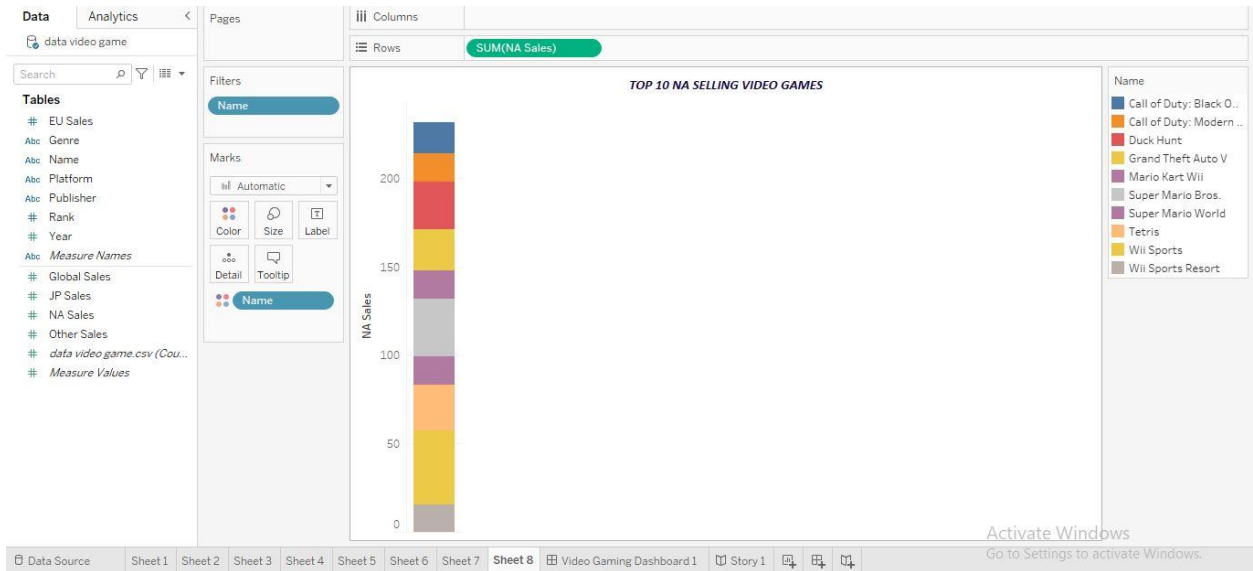 Data
Analytics
data video game
Search
Tables
# EU Sales
Abc Genre
Abc Name
Abc Platform
Abc Publisher
# Rank
# Year
Abc Measure Names
# Global Sales
# JP Sales
# NA Sales
# Other Sales
# data video game.csv (Cou...
# Measure Values
Pages
Filters
Name
Marks
Automatic
Color Size Label
Detail Tooltip
Name
Columns
Rows SUM(NA Sales)
TOP 10 NA SELLING VIDEO GAMES
NA Sales
200
150
100
50
0
Name
Call of Duty: Black O..
Call of Duty: Modern ..
Duck Hunt
Grand Theft Auto V
Mario Kart Wii
Super Mario Bros.
Super Mario World
Tetris
Wii Sports
Wii Sports Resort
Activate Windows
Go to Settings to activate Windows.
Data Source Sheet 1 Sheet 2 Sheet 3 Sheet 4 Sheet 5 Sheet 6 Sheet 7 Sheet 8 Video Gaming Dashboard 1 Story 1